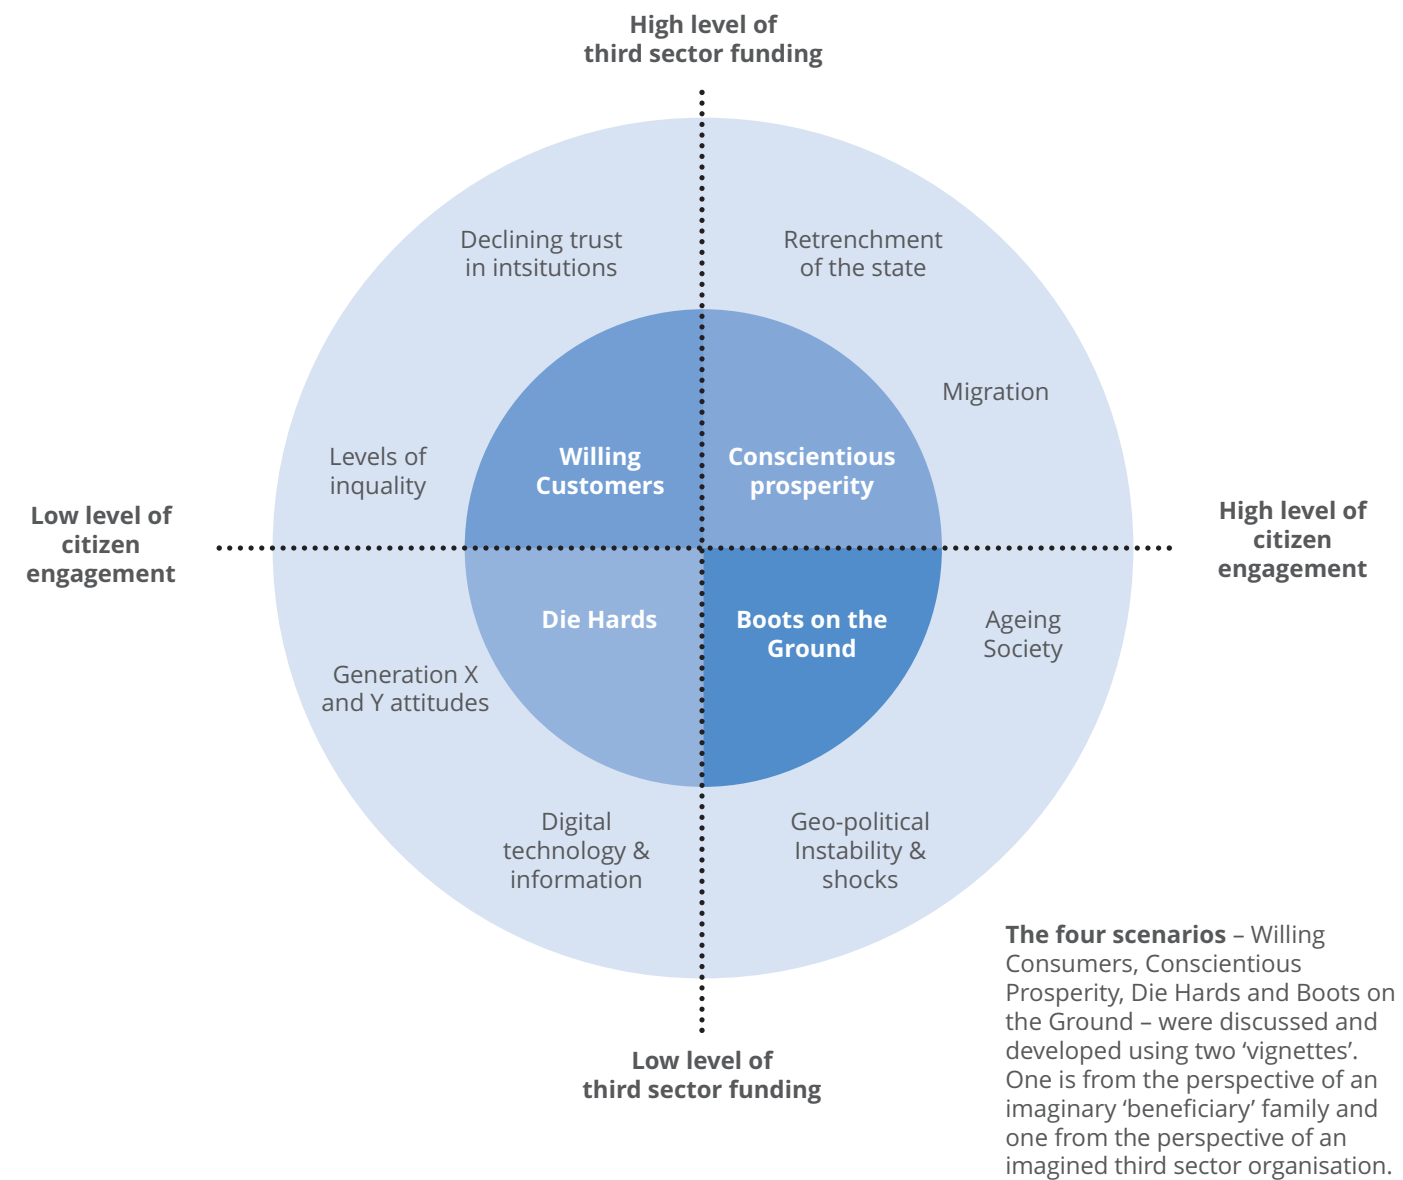 High level of
third sector funding
Declining trust
in intsitutions
Retrenchment
of the state
Migration
Levels of
inquality
Willing
Customers
Conscientious
prosperity
Low level of
citizen
engagement
High level of
citizen
engagement
Die Hards
Boots on the
Ground
Ageing
Society
Generation X
and Y attitudes
Digital
technology &
information
Geo-political
Instability &
shocks
Low level of
third sector funding
The four scenarios – Willing
Consumers, Conscientious
Prosperity, Die Hards and Boots on
the Ground – were discussed and
developed using two ‘vignettes’.
One is from the perspective of an
imaginary ‘beneficiary’ family and
one from the perspective of an
imagined third sector organisation.